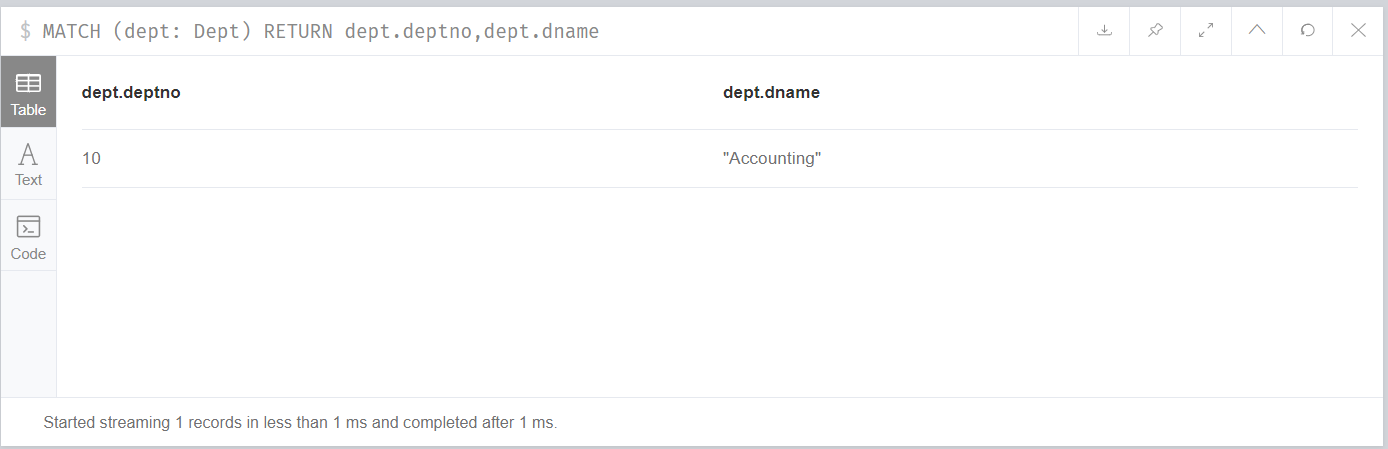 $ MATCH (dept: Dept) RETURN dept.deptno,dept.dname
Table
Text
Code
dept.deptno dept.dname
10 "Accounting"
Started streaming 1 records in less than 1 ms and completed after 1 ms.